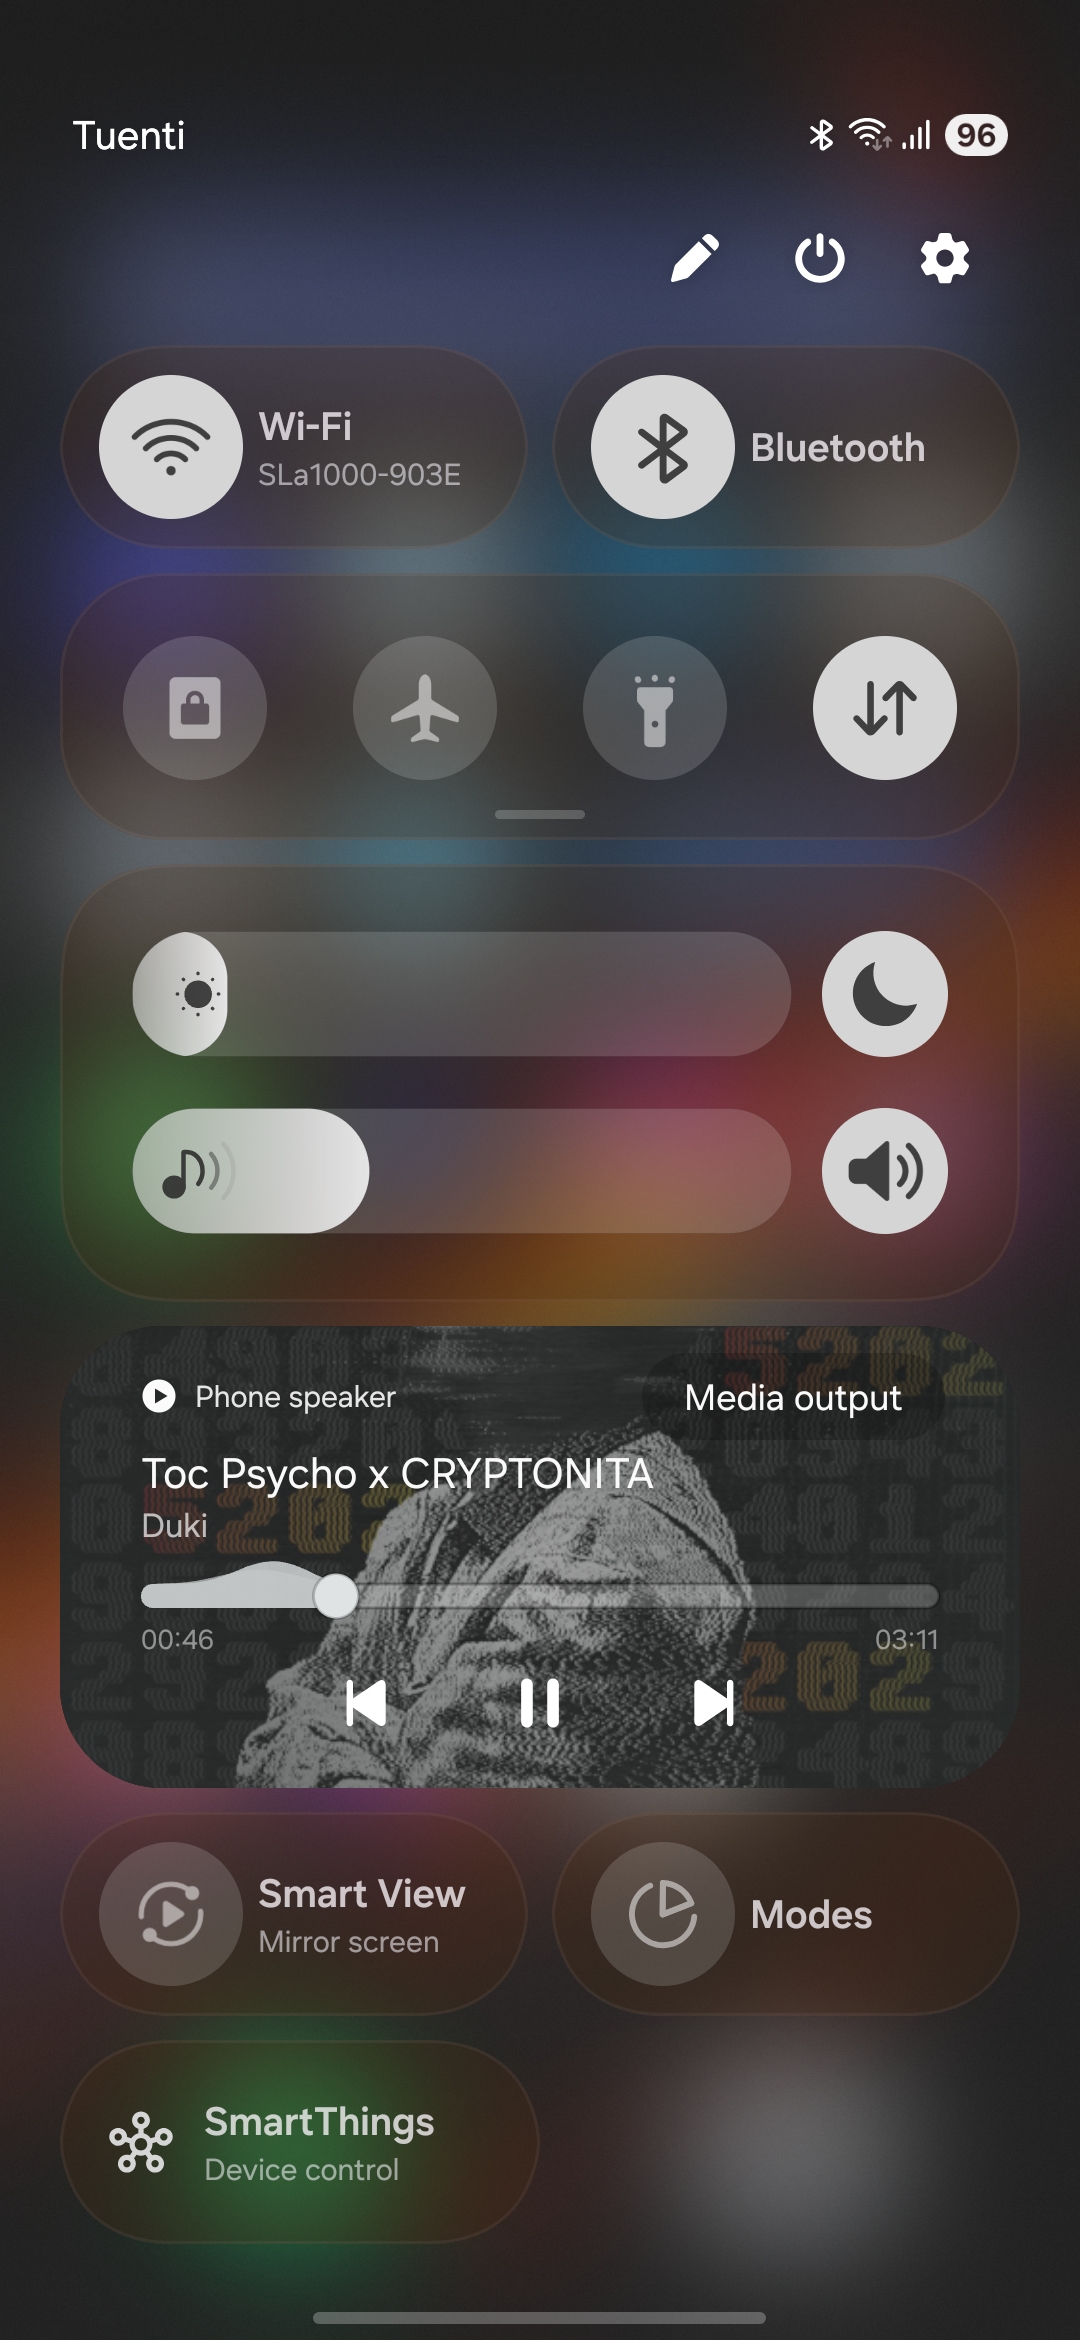 Tuenti
96
Wi-Fi
SLa1000-903E
Bluetooth
Phone speaker
Media output
Toc Psycho x CRYPTONITA
Duki
00:46
03:11
Smart View
Mirror screen
Modes
SmartThings
Device control